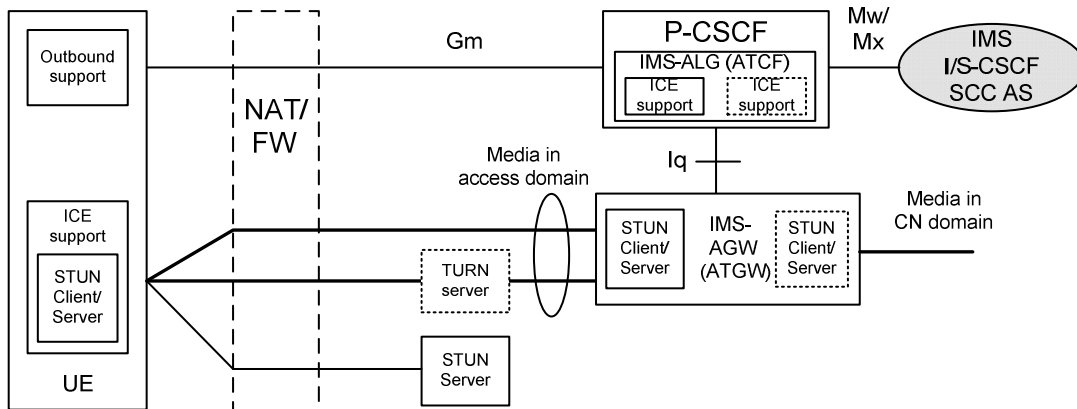 Outbound
support
NAT/
FW
Gm
P-CSCF
IMS-ALG (ATCF)
ICE
support
ICE
support
Mw/
Mx
IMS
I/S-CSCF
SCC AS
Iq
Media in
access domain
ICE
support
STUN
Client/
Server
UE
TURN
server
STUN
Server
STUN
Client/
Server
IMS-
AGW
(ATGW)
STUN
Client/
Server
Media in
CN domain